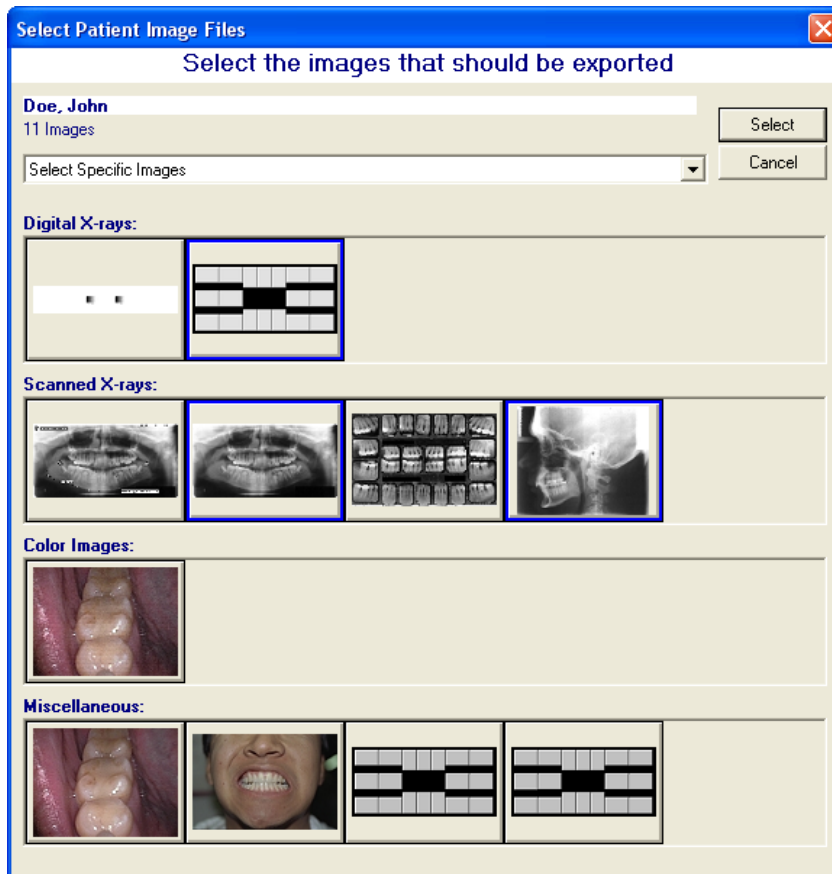 Select Patient Image Files
Select the images that should be exported
Doe, John
11 Images
Select
Cancel
Select Specific Images
Digital X-rays:
Scanned X-rays:
Color Images:
Miscellaneous: